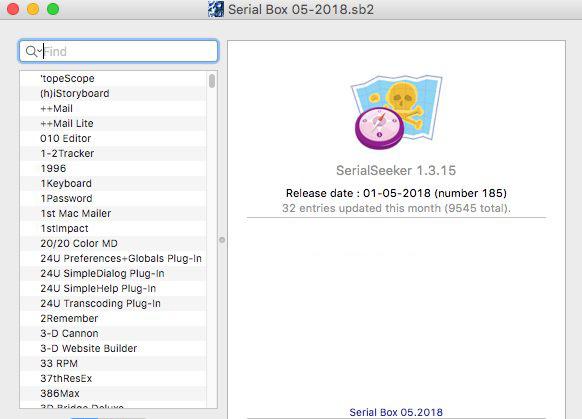 Serial Box 05-2018.sb2
Find
'topeScope
(h)iStoryboard
++Mail
++Mail Lite
010 Editor
1-2Tracker
1996
1Keyboard
1Password
1st Mac Mailer
1stImpact
20/20 Color MD
24U Preferences+Globals Plug-In
24U SimpleDialog Plug-In
24U SimpleHelp Plug-In
24U Transcoding Plug-In
2Remember
3-D Cannon
3-D Website Builder
33 RPM
37thResEx
386Max
3D Bridge Deluxe
SerialSeeker 1.3.15
Release date : 01-05-2018 (number 185)
32 entries updated this month (9545 total).
Serial Box 05.2018